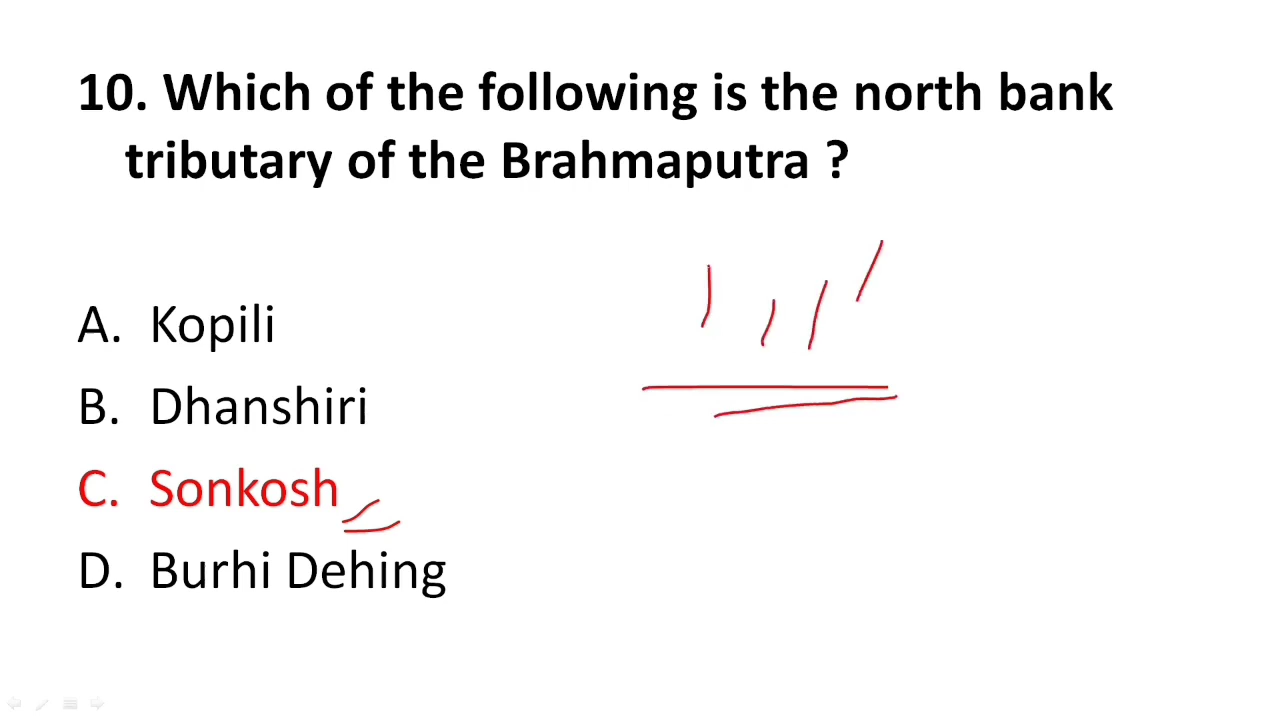 10. Which of the following is the north bank
tributary of the Brahmaputra ?
A. Kopili
B. Dhanshiri
C. Sonkosh
D. Burhi Dehing